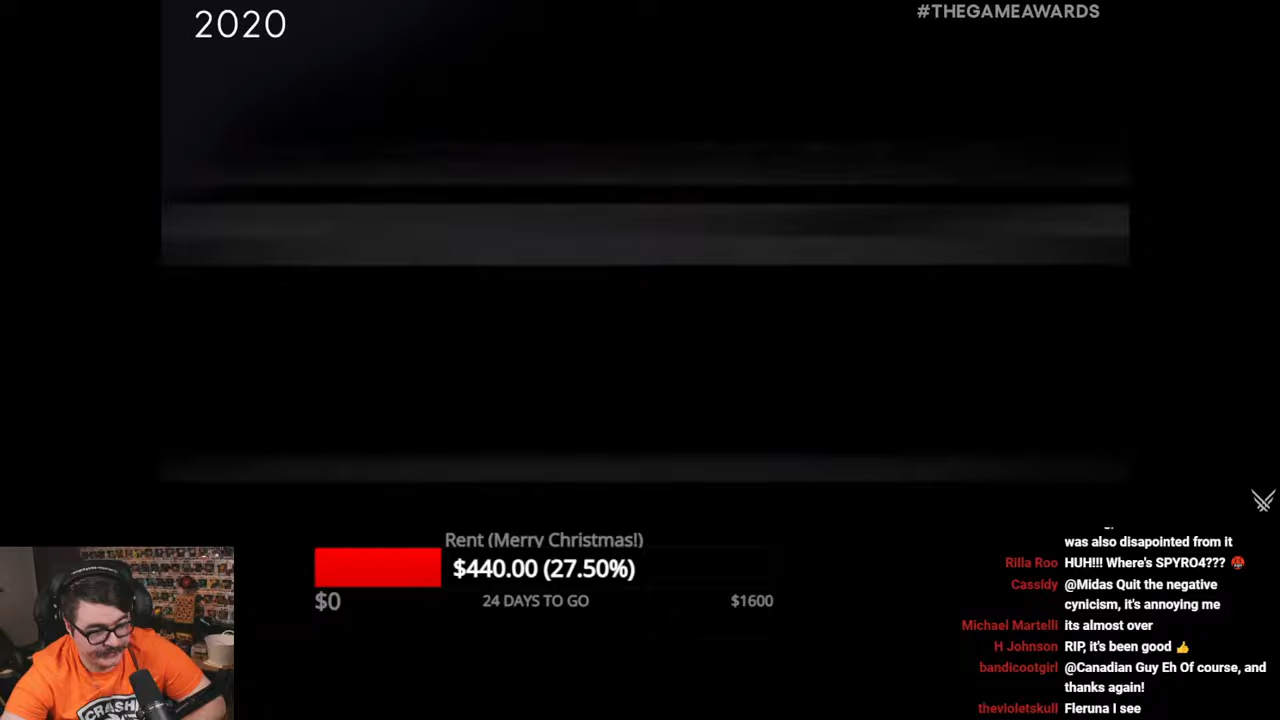 2020
#THEGAMEAWARDS
Rent (Merry Christmas!)
$440.00 (27.50%)
$0
24 DAYS TO GO
$1600
was also disapointed from it
Rilla Roo HUH!!! Where's SPYRO4???
Cassidy @Midas Quit the negative
cynicism, it's annoying me
Michael Martelli its almost over
H Johnson RIP, it's been good 👍
bandicootgirl @Canadian Guy Eh Of course, and
thanks again!
thevioletskull Fleruna I see
CRASH